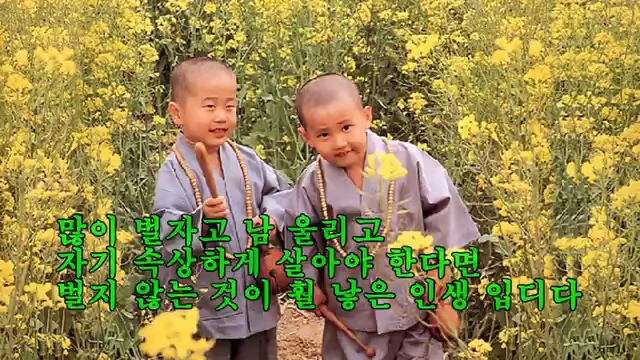 많이 벌자고 남 울리고
자기 속상하게 살아야 한다면
벌지 않는 것이 훨 낳은 인생 입디다